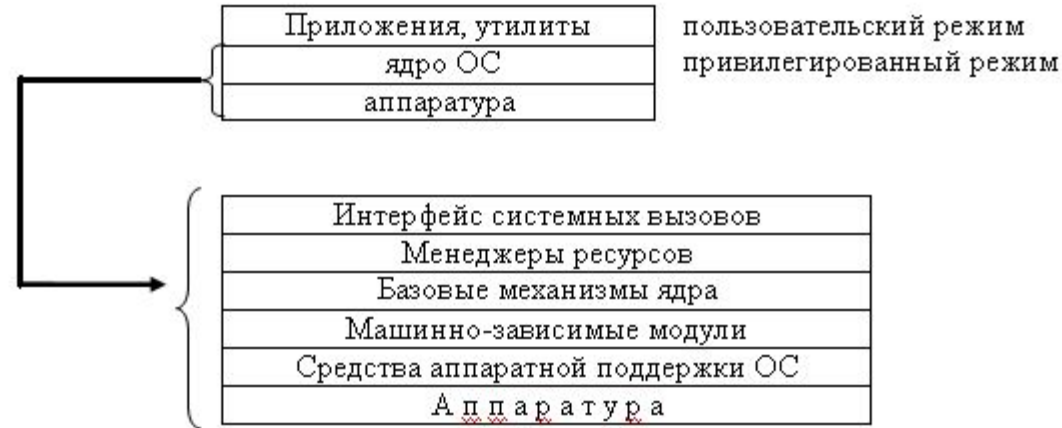 Приложения, утилиты пользовательский режим
ядро ОС привилегированный режим
аппаратура
Интерфейс системных вызовов
Менеджеры ресурсов
Базовые механизмы ядра
Машинно-зависимые модули
Средства аппаратной поддержки ОС
А п п а р а т у р а